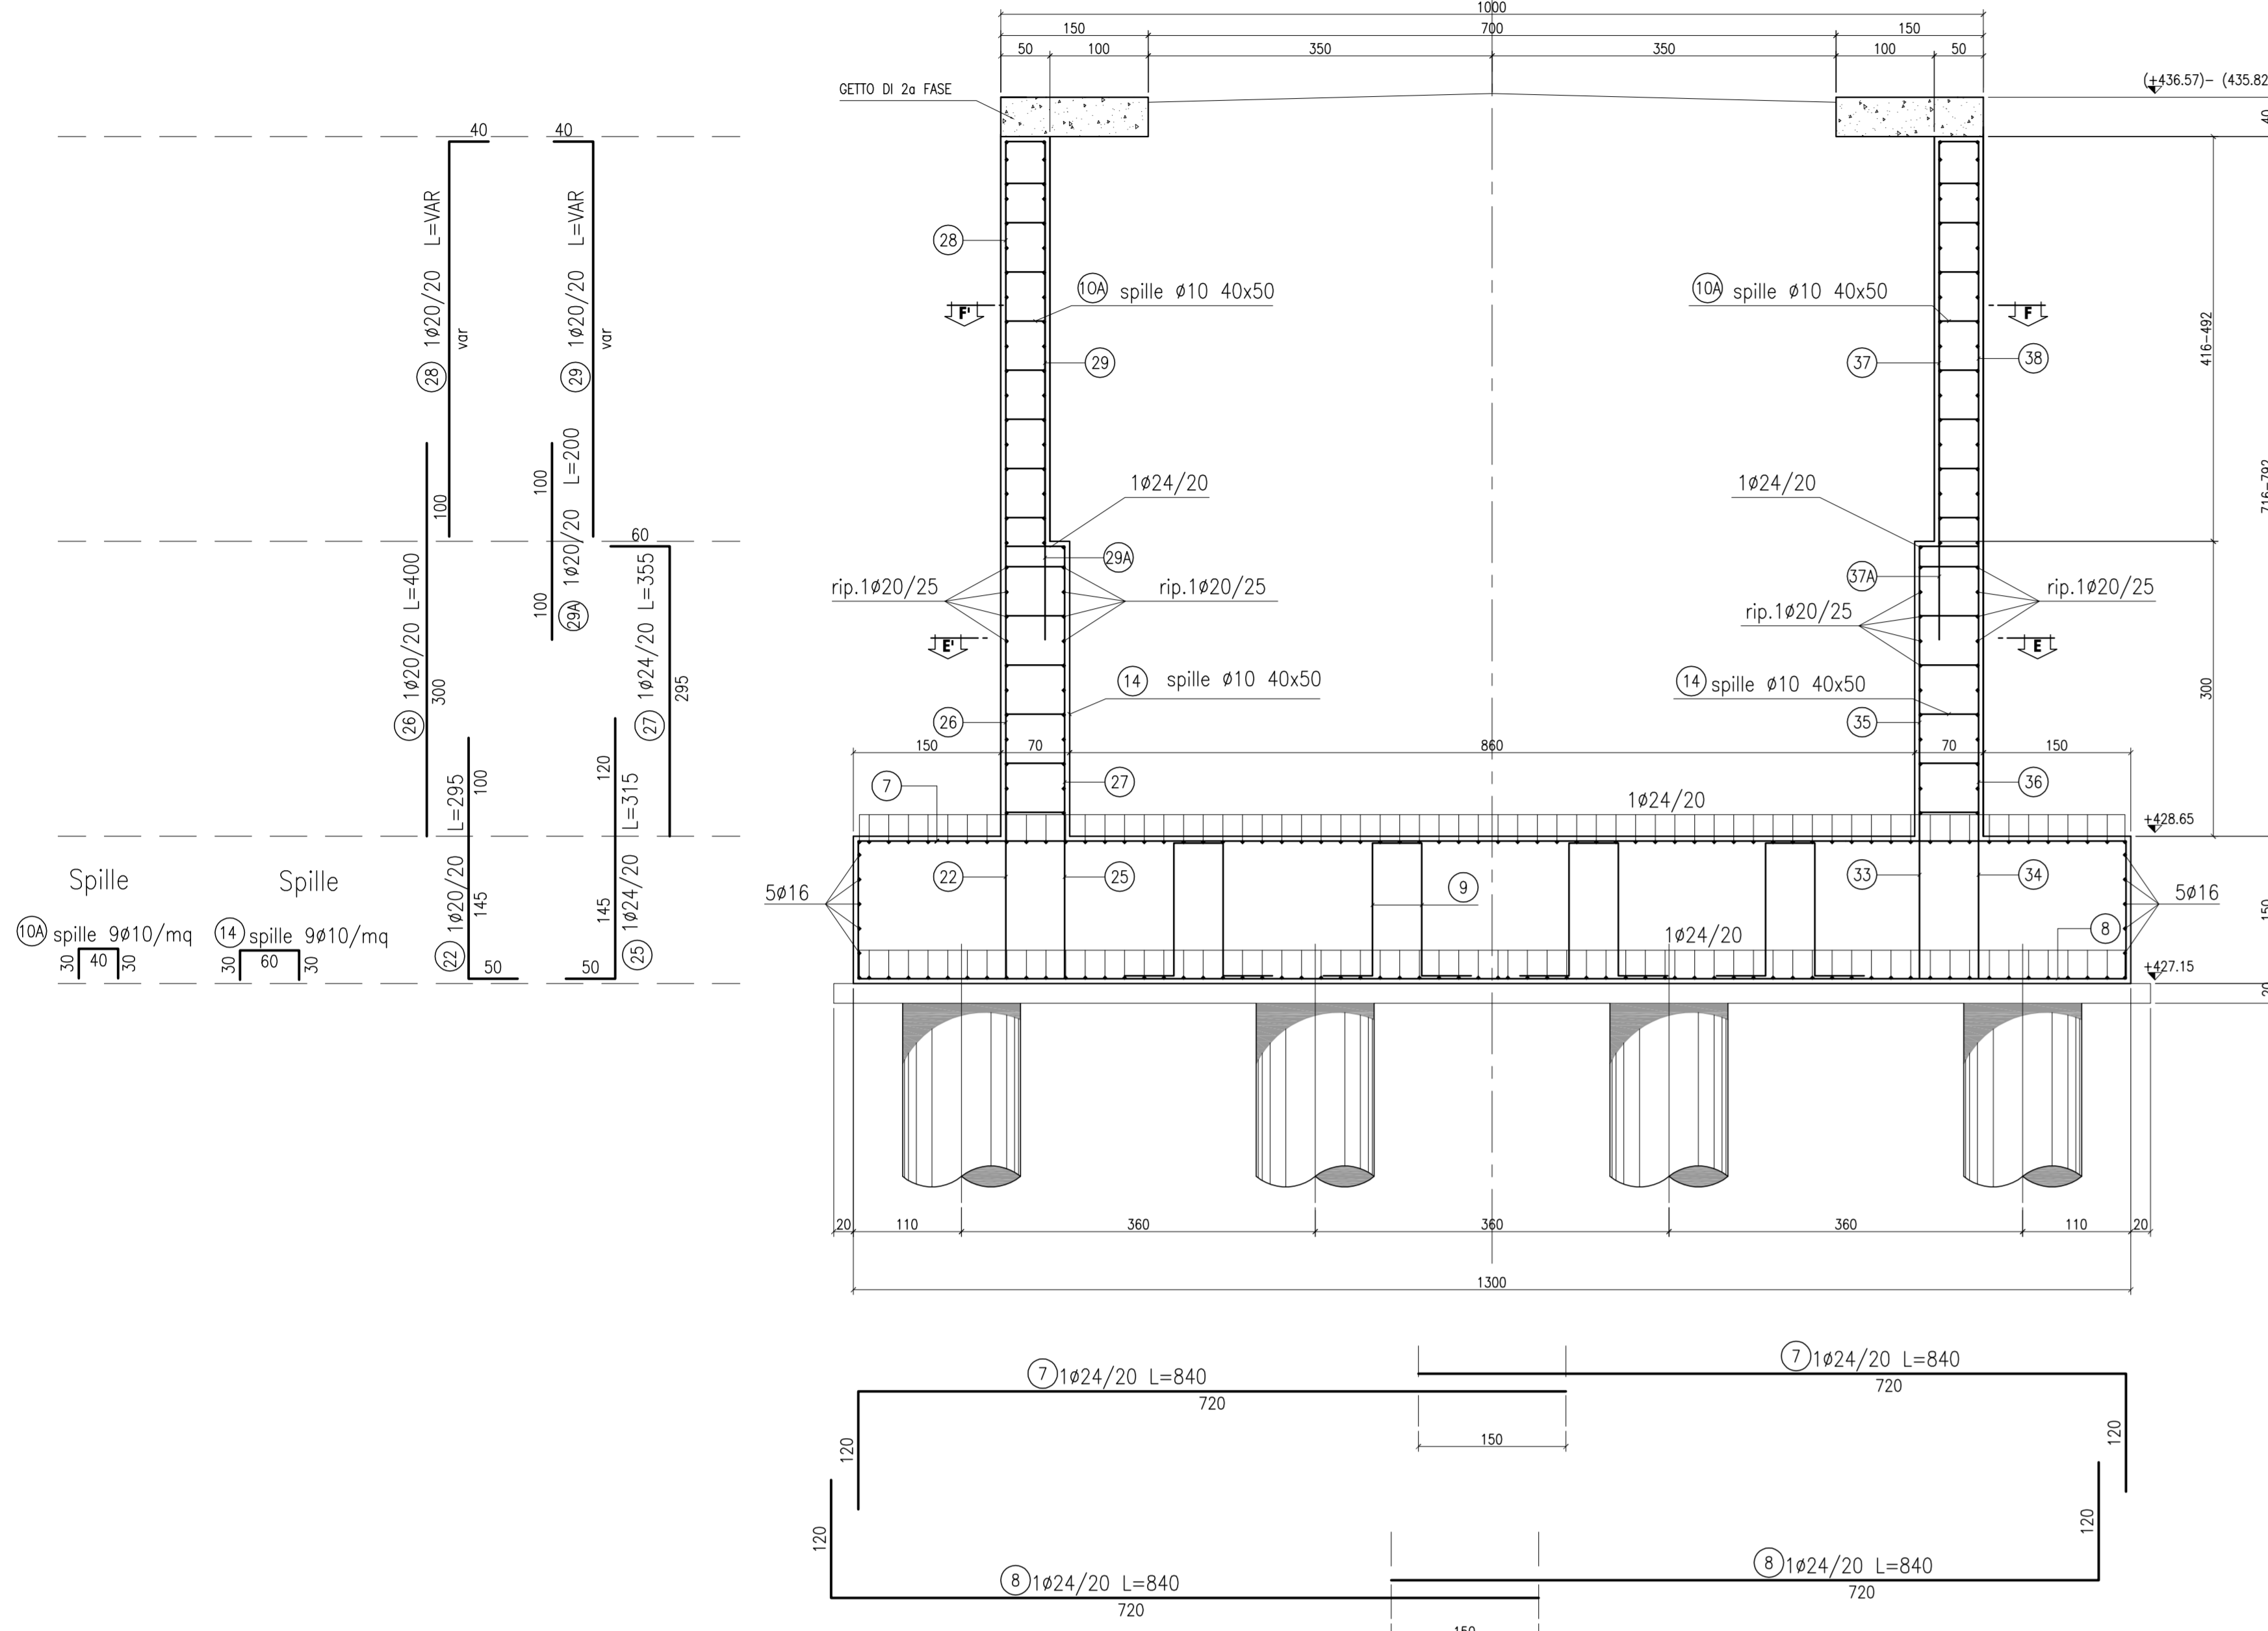 1000
150 700 150
50 100 350 350 100 50
GETTO DI 2a FASE
(+436.57)- (435.82
40
40 40
28 1ø20/20 L=VAR
var
100
29 1ø20/20 L=VAR
var
26 1ø20/20 L=400
300
29A 1ø20/20 L=200
100
100
60
27 1ø24/20 L=355
295
22 1ø20/20 L=295
100
145
50
25 1ø24/20 L=315
120
145
50
Spille Spille
10A spille 9ø10/mq
30 40 30
14 spille 9ø10/mq
30 60 30
28
10A spille ø10 40x50
10A spille ø10 40x50
F' F
29 37 38
416-492
716-792
1ø24/20 1ø24/20
29A 37A
rip.1ø20/25 rip.1ø20/25
rip.1ø20/25 rip.1ø20/25
E' E
14 spille ø10 40x50
14 spille ø10 40x50
300
26 35
150 70 860 70 150
7 27 36
1ø24/20
+428.65
22 25 9 33 34
5ø16 5ø16
150
1ø24/20
8
+427.15
20
20 110 360 360 360 110 20
1300
7 1ø24/20 L=840
720
7 1ø24/20 L=840
720
150
120 120
120 120
8 1ø24/20 L=840
720
8 1ø24/20 L=840
720
150